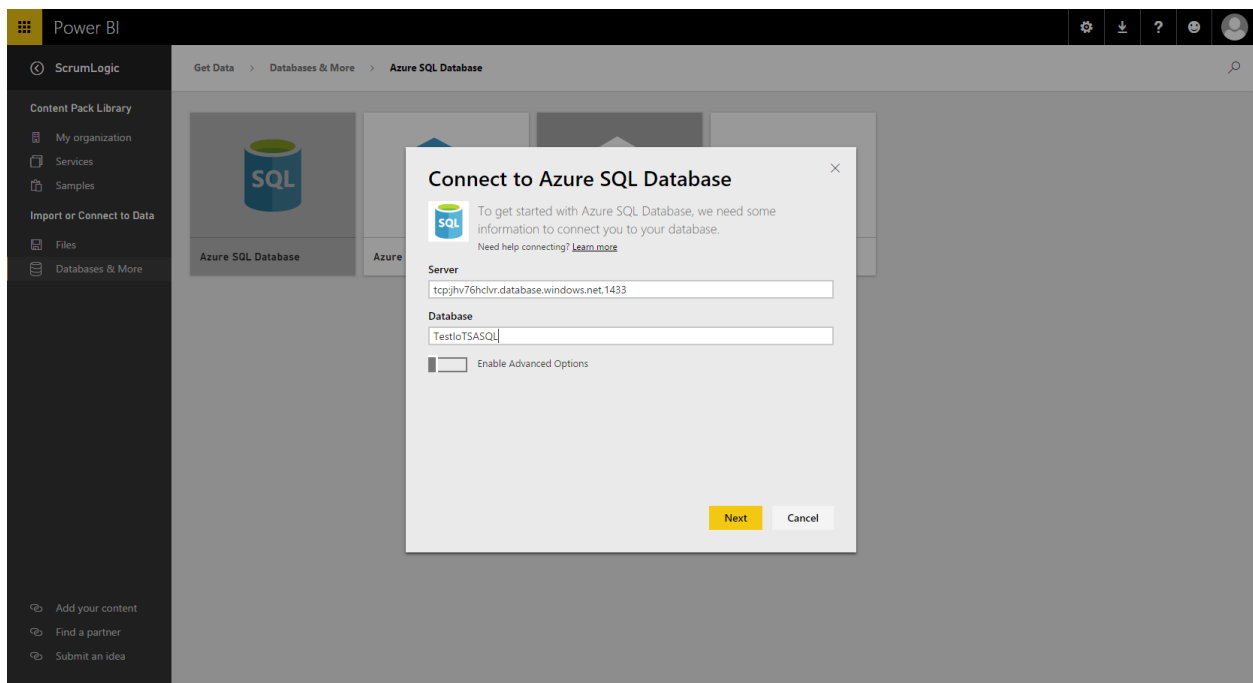 Power BI
?
ScrumLogic
Get Data > Databases & More > Azure SQL Database
Content Pack Library
My organization
Services
Samples
Import or Connect to Data
Files
Databases & More
Add your content
Find a partner
Submit an idea
SQL
Azure SQL Database
Azure
Connect to Azure SQL Database
SQL
To get started with Azure SQL Database, we need some
information to connect you to your database.
Need help connecting? Learn more
Server
tcp:jhv76hclvr.database.windows.net,1433
Database
TestIoTSASQL
Enable Advanced Options
Next Cancel